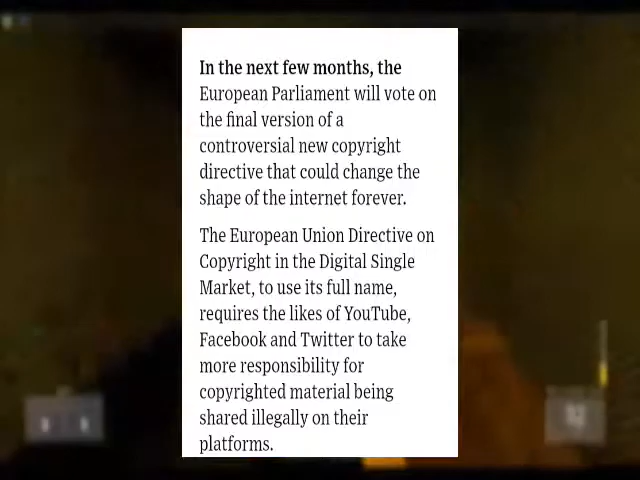 In the next few months, the
European Parliament will vote on
the final version of a
controversial new copyright
directive that could change the
shape of the internet forever.
The European Union Directive on
Copyright in the Digital Single
Market, to use its full name,
requires the likes of YouTube,
Facebook and Twitter to take
more responsibility for
copyrighted material being
shared illegally on their
platforms.